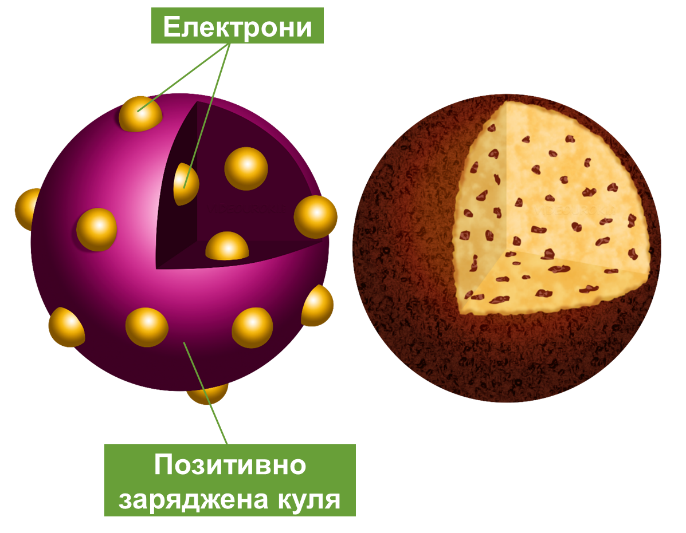 Електрони
Позитивно
заряджена куля